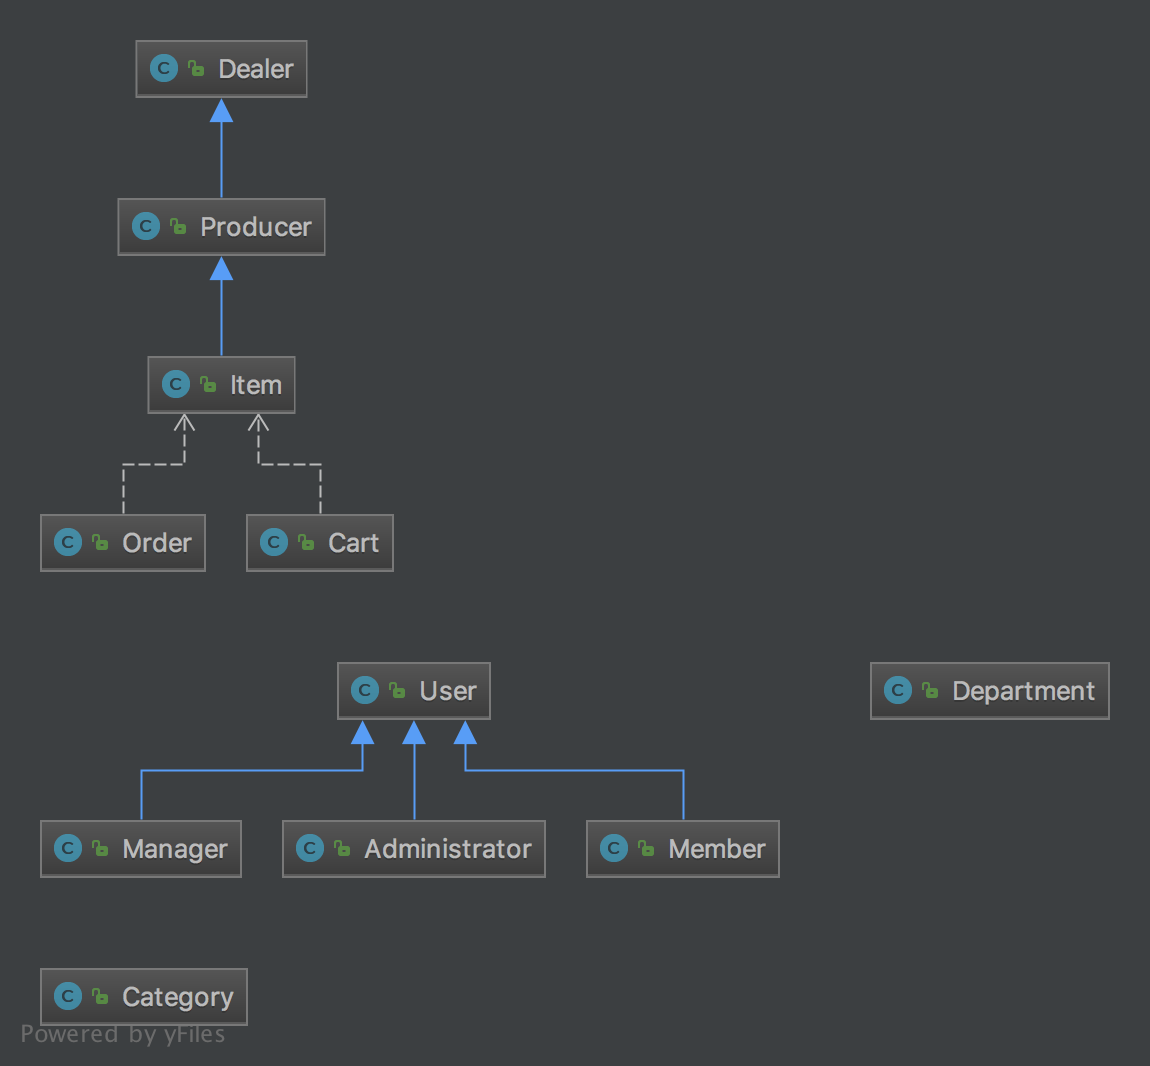 C Dealer
C Producer
C Item
C Order
C Cart
C User
C Department
C Manager
C Administrator
C Member
C Category
Powered by yFiles